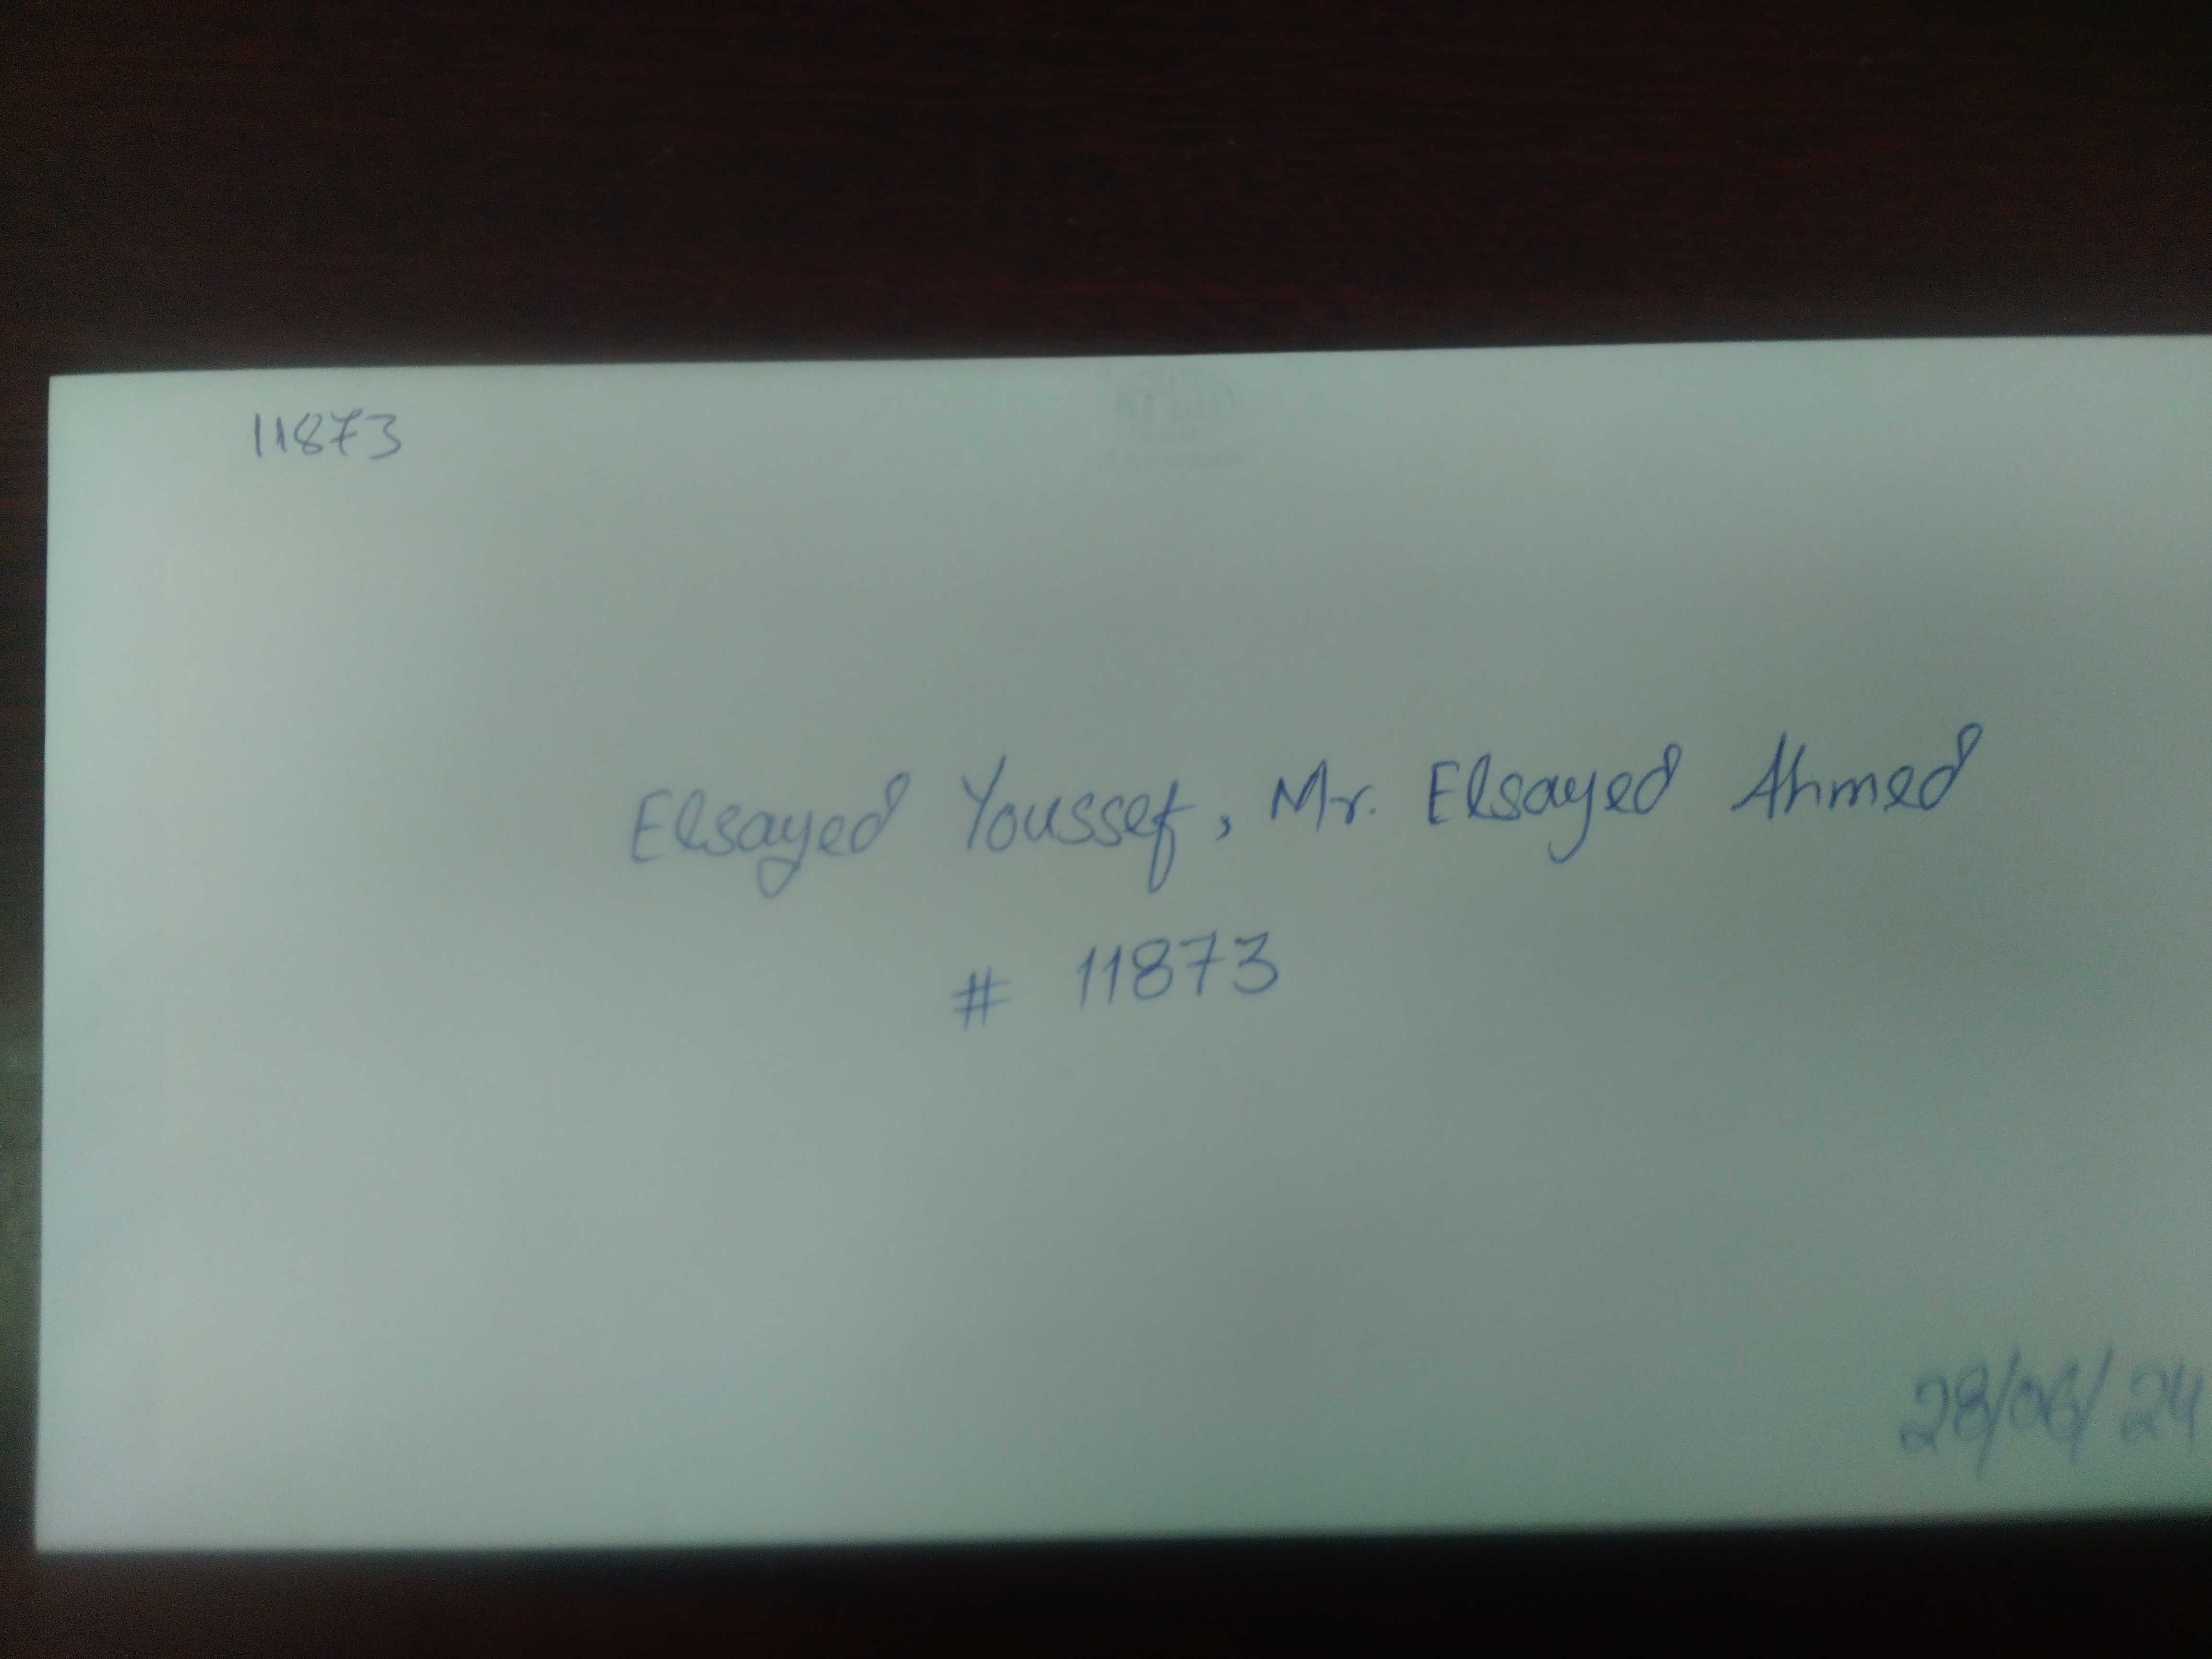 11873
Elsayed Youssef, Mr. Elsayed Ahmed
# 11873
28/06/24